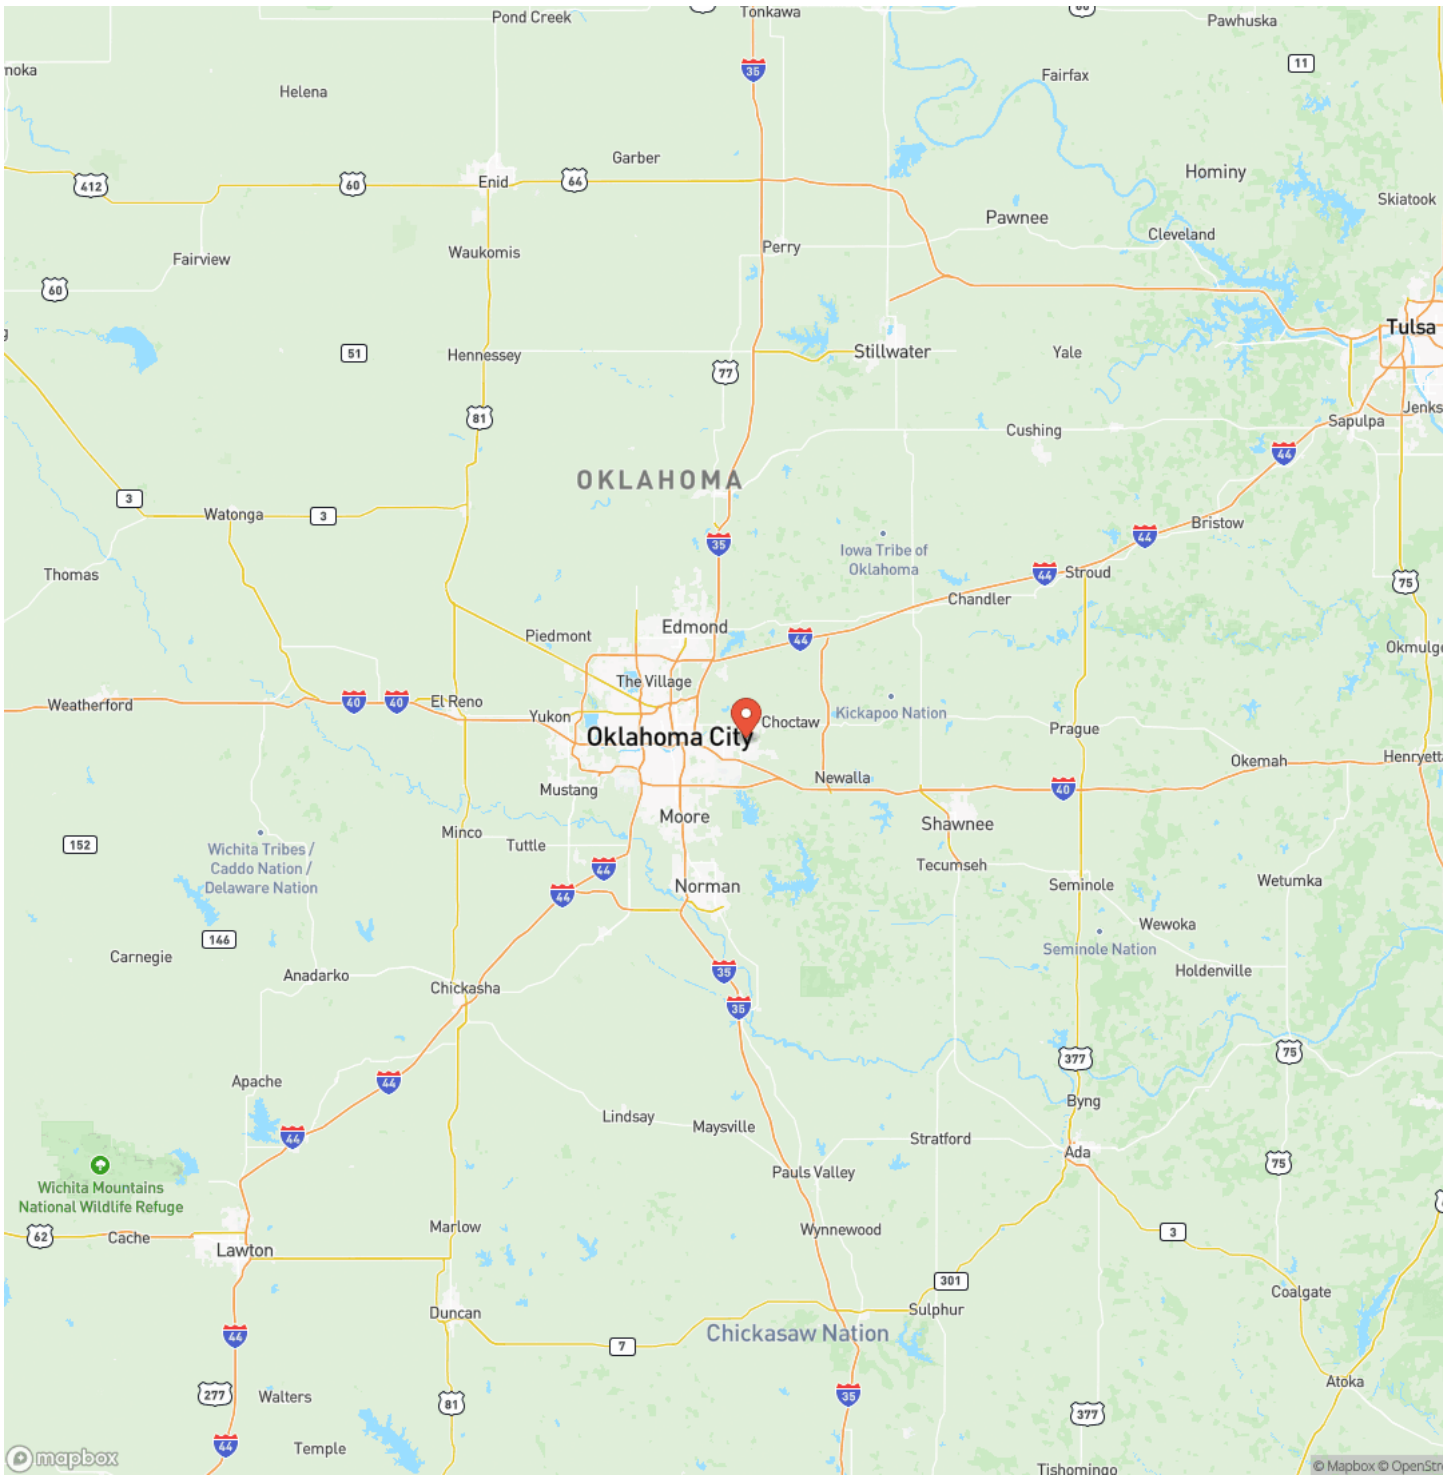 Pond Creek
Tonkawa
60
Pawhuska
35
11
Helena
Fairfax
Garber
412
60
Enid
64
Hominy
Skiatook
Pawnee
Cleveland
Waukomis
Perry
Fairview
60
Tulsa
51
Hennessey
Stillwater
Yale
77
81
Jenks
Sapulpa
Cushing
44
OKLAHOMA
3
Watonga
3
Bristow
44
35
Iowa Tribe of
Oklahoma
Thomas
44
Stroud
75
Chandler
Edmond
Piedmont
44
Okmulge
The Village
Weatherford
40
40
El Reno
Kickapoo Nation
Yukon
Choctaw
Oklahoma City
Prague
Okemah
Henryetta
Newalla
Mustang
40
Moore
Shawnee
Minco
152
Tuttle
Wichita Tribes /
Caddo Nation /
Delaware Nation
44
Tecumseh
44
Norman
Seminole
Wetumka
Wewoka
146
Seminole Nation
Carnegie
35
Holdenville
Anadarko
Chickasha
35
75
377
Apache
44
Byng
Lindsay
Maysville
44
Stratford
Ada
75
Pauls Valley
Wichita Mountains
National Wildlife Refuge
Marlow
Wynnewood
3
62
Cache
Lawton
301
Coalgate
Duncan
Sulphur
Chickasaw Nation
44
7
Atoka
277
Walters
35
81
377
44
Temple
mapbox
© Mapbox © OpenStre
Tishomingo